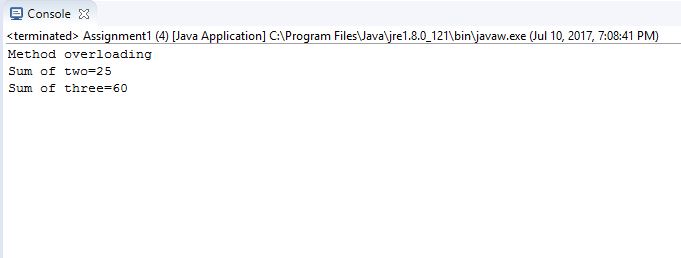 Console
<terminated> Assignment1 (4) [Java Application] C:\Program Files\Java\jre1.8.0_121\bin\javaw.exe (Jul 10, 2017, 7:08:41 PM)
Method overloading
Sum of two=25
Sum of three=60